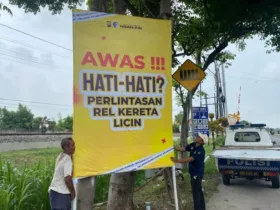 AWAS !!!
HATI-HATI?
PERLINTASAN
REL KERETA
LICIN
POLISI